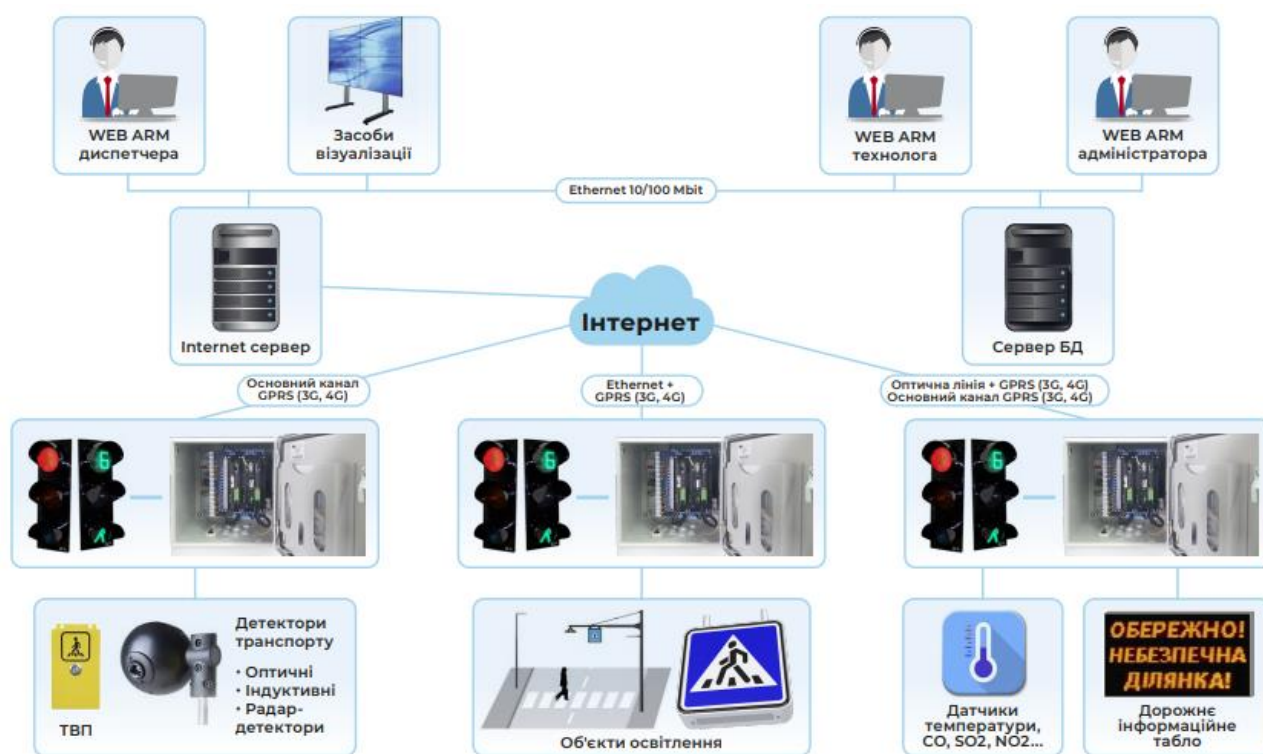 WEB ARM
диспетчера
Засоби
візуалізації
WEB ARM
технолога
WEB ARM
адміністратора
Ethernet 10/100 Mbit
Internet сервер
Інтернет
Сервер БД
Основний канал
GPRS (3G, 4G)
Ethernet +
GPRS (3G, 4G)
Оптична лінія + GPRS (3G, 4G)
Основний канал GPRS (3G, 4G)
6
6
6
ТВП
Детектори
транспорту
• Оптичні
• Індуктивні
• Радар-
детектори
Об'єкти освітлення
Датчики
температури,
CO, SO2, NO2...
ОБЕРЕЖНО!
НЕБЕЗПЕЧНА
ДІЛЯНКА!
Дорожнє
інформаційне
табло